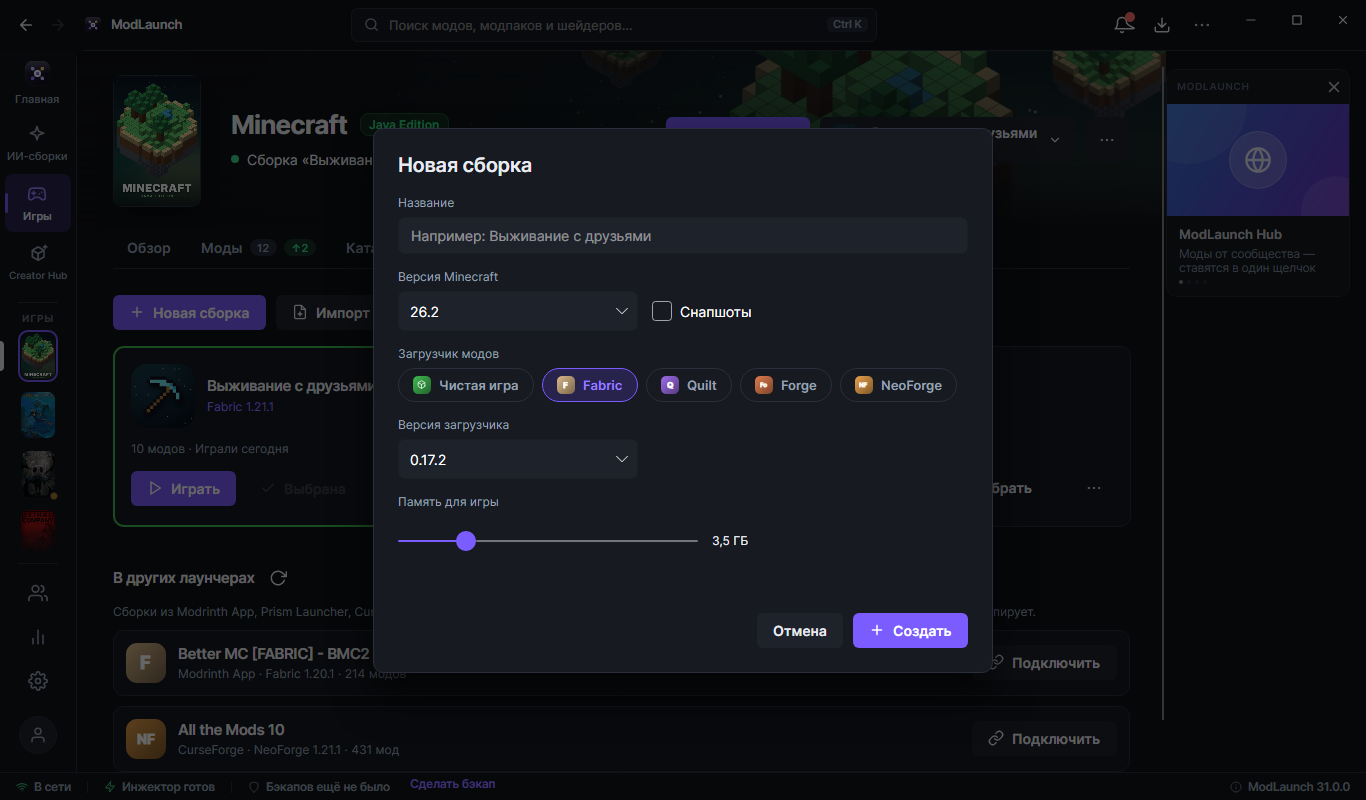 ModLaunch
Поиск модов, модпаков и шейдеров...
Ctrl K
Главная
ИИ-сборки
Игры
Creator Hub
ИГРЫ
MINECRAFT
Minecraft
Java Edition
Сборка «Выживан
узьями
Обзор
Моды 12 ↑2
Ката
+ Новая сборка
Импорт
Выживание с друзьями
Fabric 1.21.1
10 модов · Играли сегодня
Играть
Выбрана
брать
В других лаунчерах
Сборки из Modrinth App, Prism Launcher, Cu
пирует.
F
Better MC [FABRIC] - BMC2
Modrinth App · Fabric 1.20.1 · 214 модов
Подключить
NF
All the Mods 10
CurseForge · NeoForge 1.21.1 · 431 мод
Подключить
Новая сборка
Название
Например: Выживание с друзьями
Версия Minecraft
26.2
Снапшоты
Загрузчик модов
Чистая игра
F Fabric
Q Quilt
Fo Forge
NF NeoForge
Версия загрузчика
0.17.2
Память для игры
3,5 ГБ
Отмена
+ Создать
MODLAUNCH
ModLaunch Hub
Моды от сообщества —
ставятся в один щелчок
В сети
Инжектор готов
Бэкапов ещё не было
Сделать бэкап
ModLaunch 31.0.0